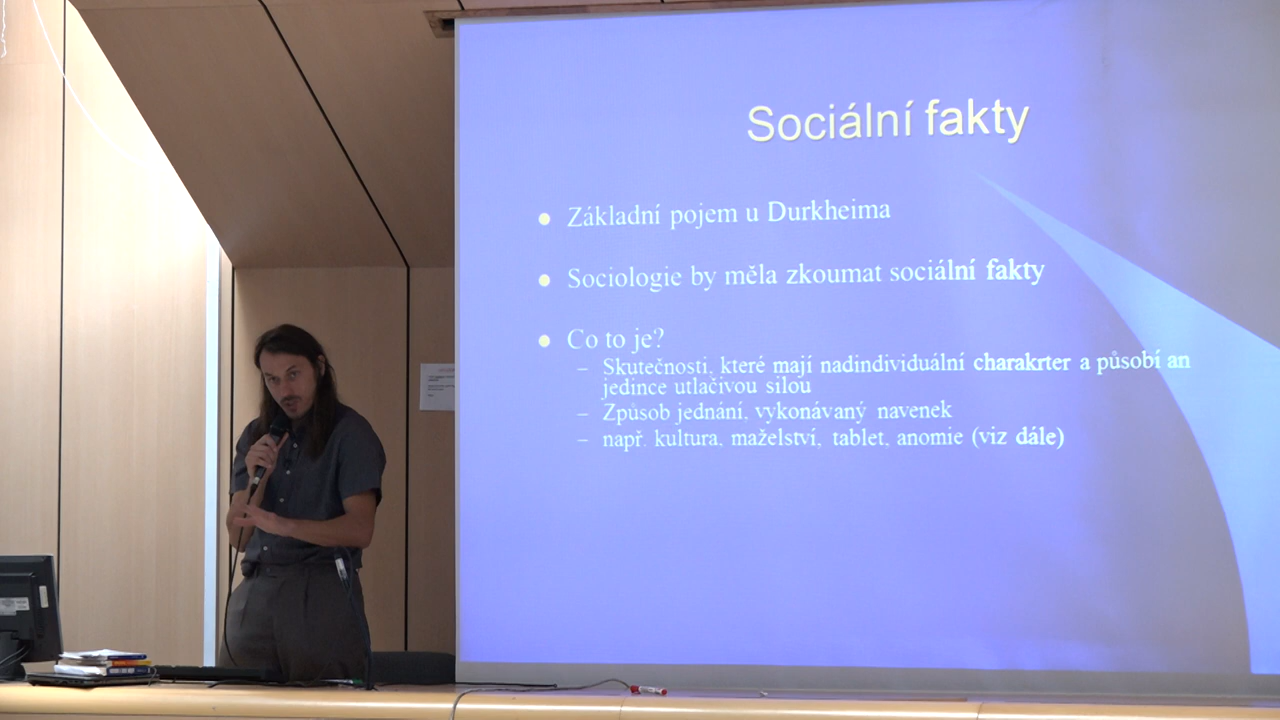 Sociální fakty
Základní pojem u Durkheima
Sociologie by měla zkoumat sociální fakty
Co to je?
– Skutečnosti, které mají nadindividuální charakrter a působí an
jedince utlačivou silou
– Způsob jednání, vykonávaný navenek
– např. kultura, maželství, tablet, anomie (viz dále)